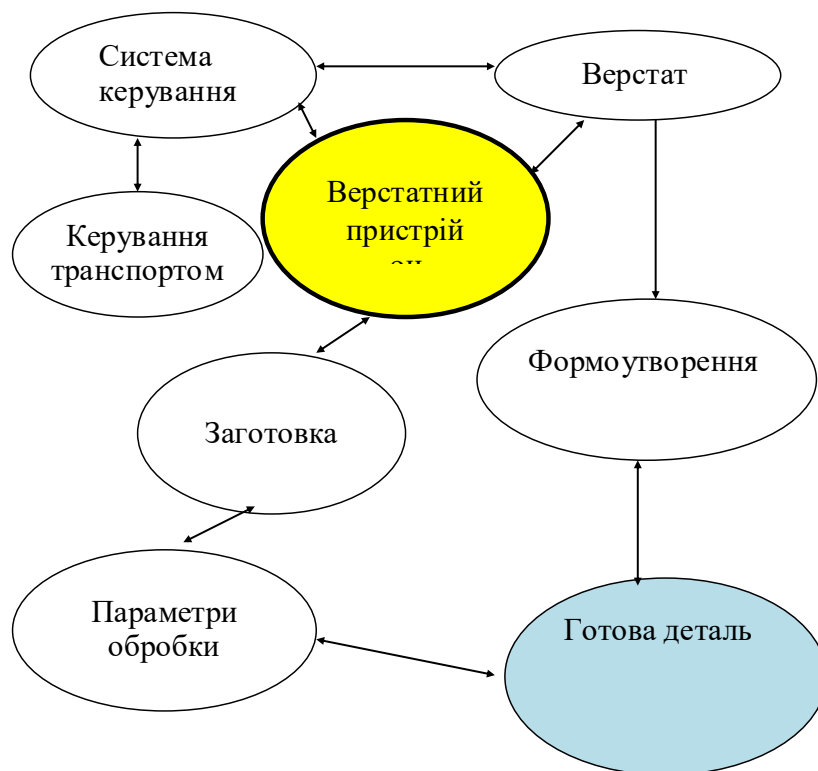 Система
керування
Верстат
Верстатний
пристрій
Керування
транспортом
Формоутворення
Заготовка
Параметри
обробки
Готова деталь